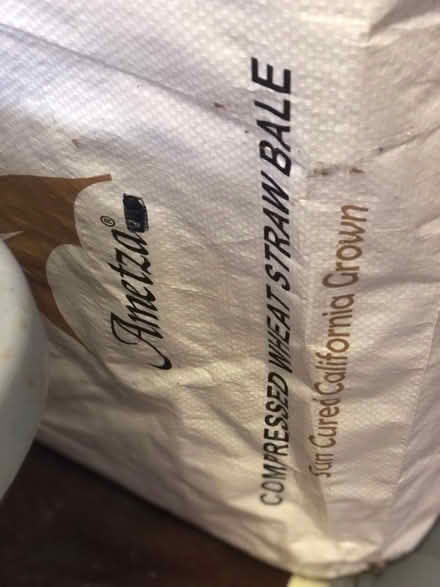 Ametza®
COMPRESSED WHEAT STRAW BALE
Sun Cured California Grown